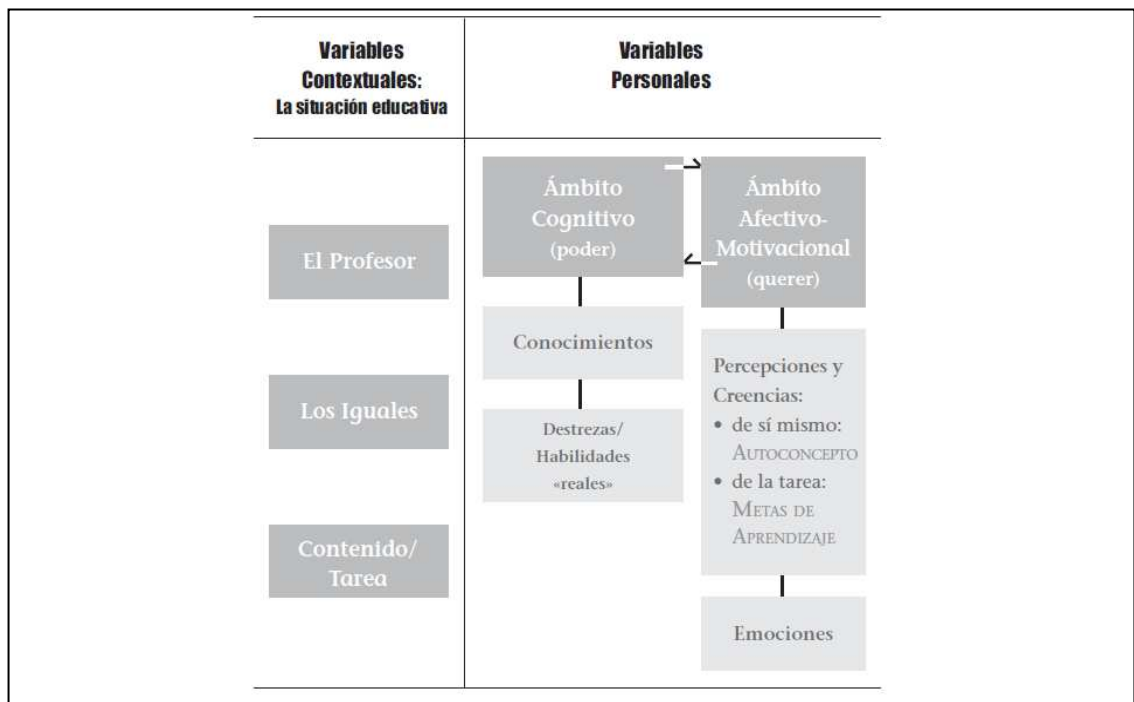 Variables
Contextuales:
La situación educativa
Variables
Personales
El Profesor
Los Iguales
Contenido/
Tarea
Ámbito
Cognitivo
(poder)
Conocimientos
Destrezas/
Habilidades
«reales»
Ámbito
Afectivo-
Motivacional
(querer)
Percepciones y
Creencias:
• de sí mismo:
AUTOCONCEPTO
• de la tarea:
METAS DE
APRENDIZAJE
Emociones